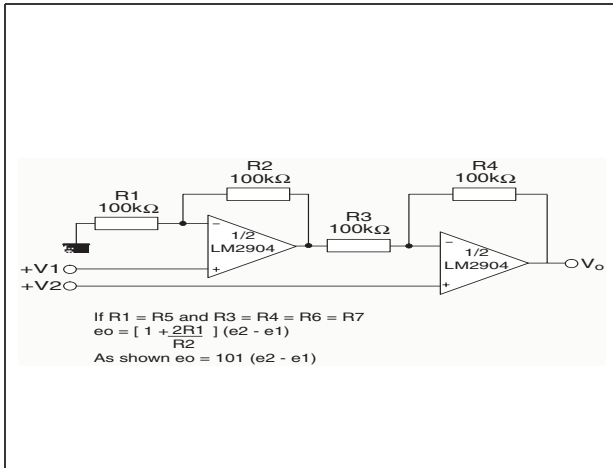 R2
100kΩ
R4
100kΩ
R1
100kΩ
R3
100kΩ
1/2
LM2904
1/2
LM2904
+V1
+V2
Vo
If R1 = R5 and R3 = R4 = R6 = R7
eo = [ 1 + 2R1/R2 ] (e2 - e1)
As shown eo = 101 (e2 - e1)